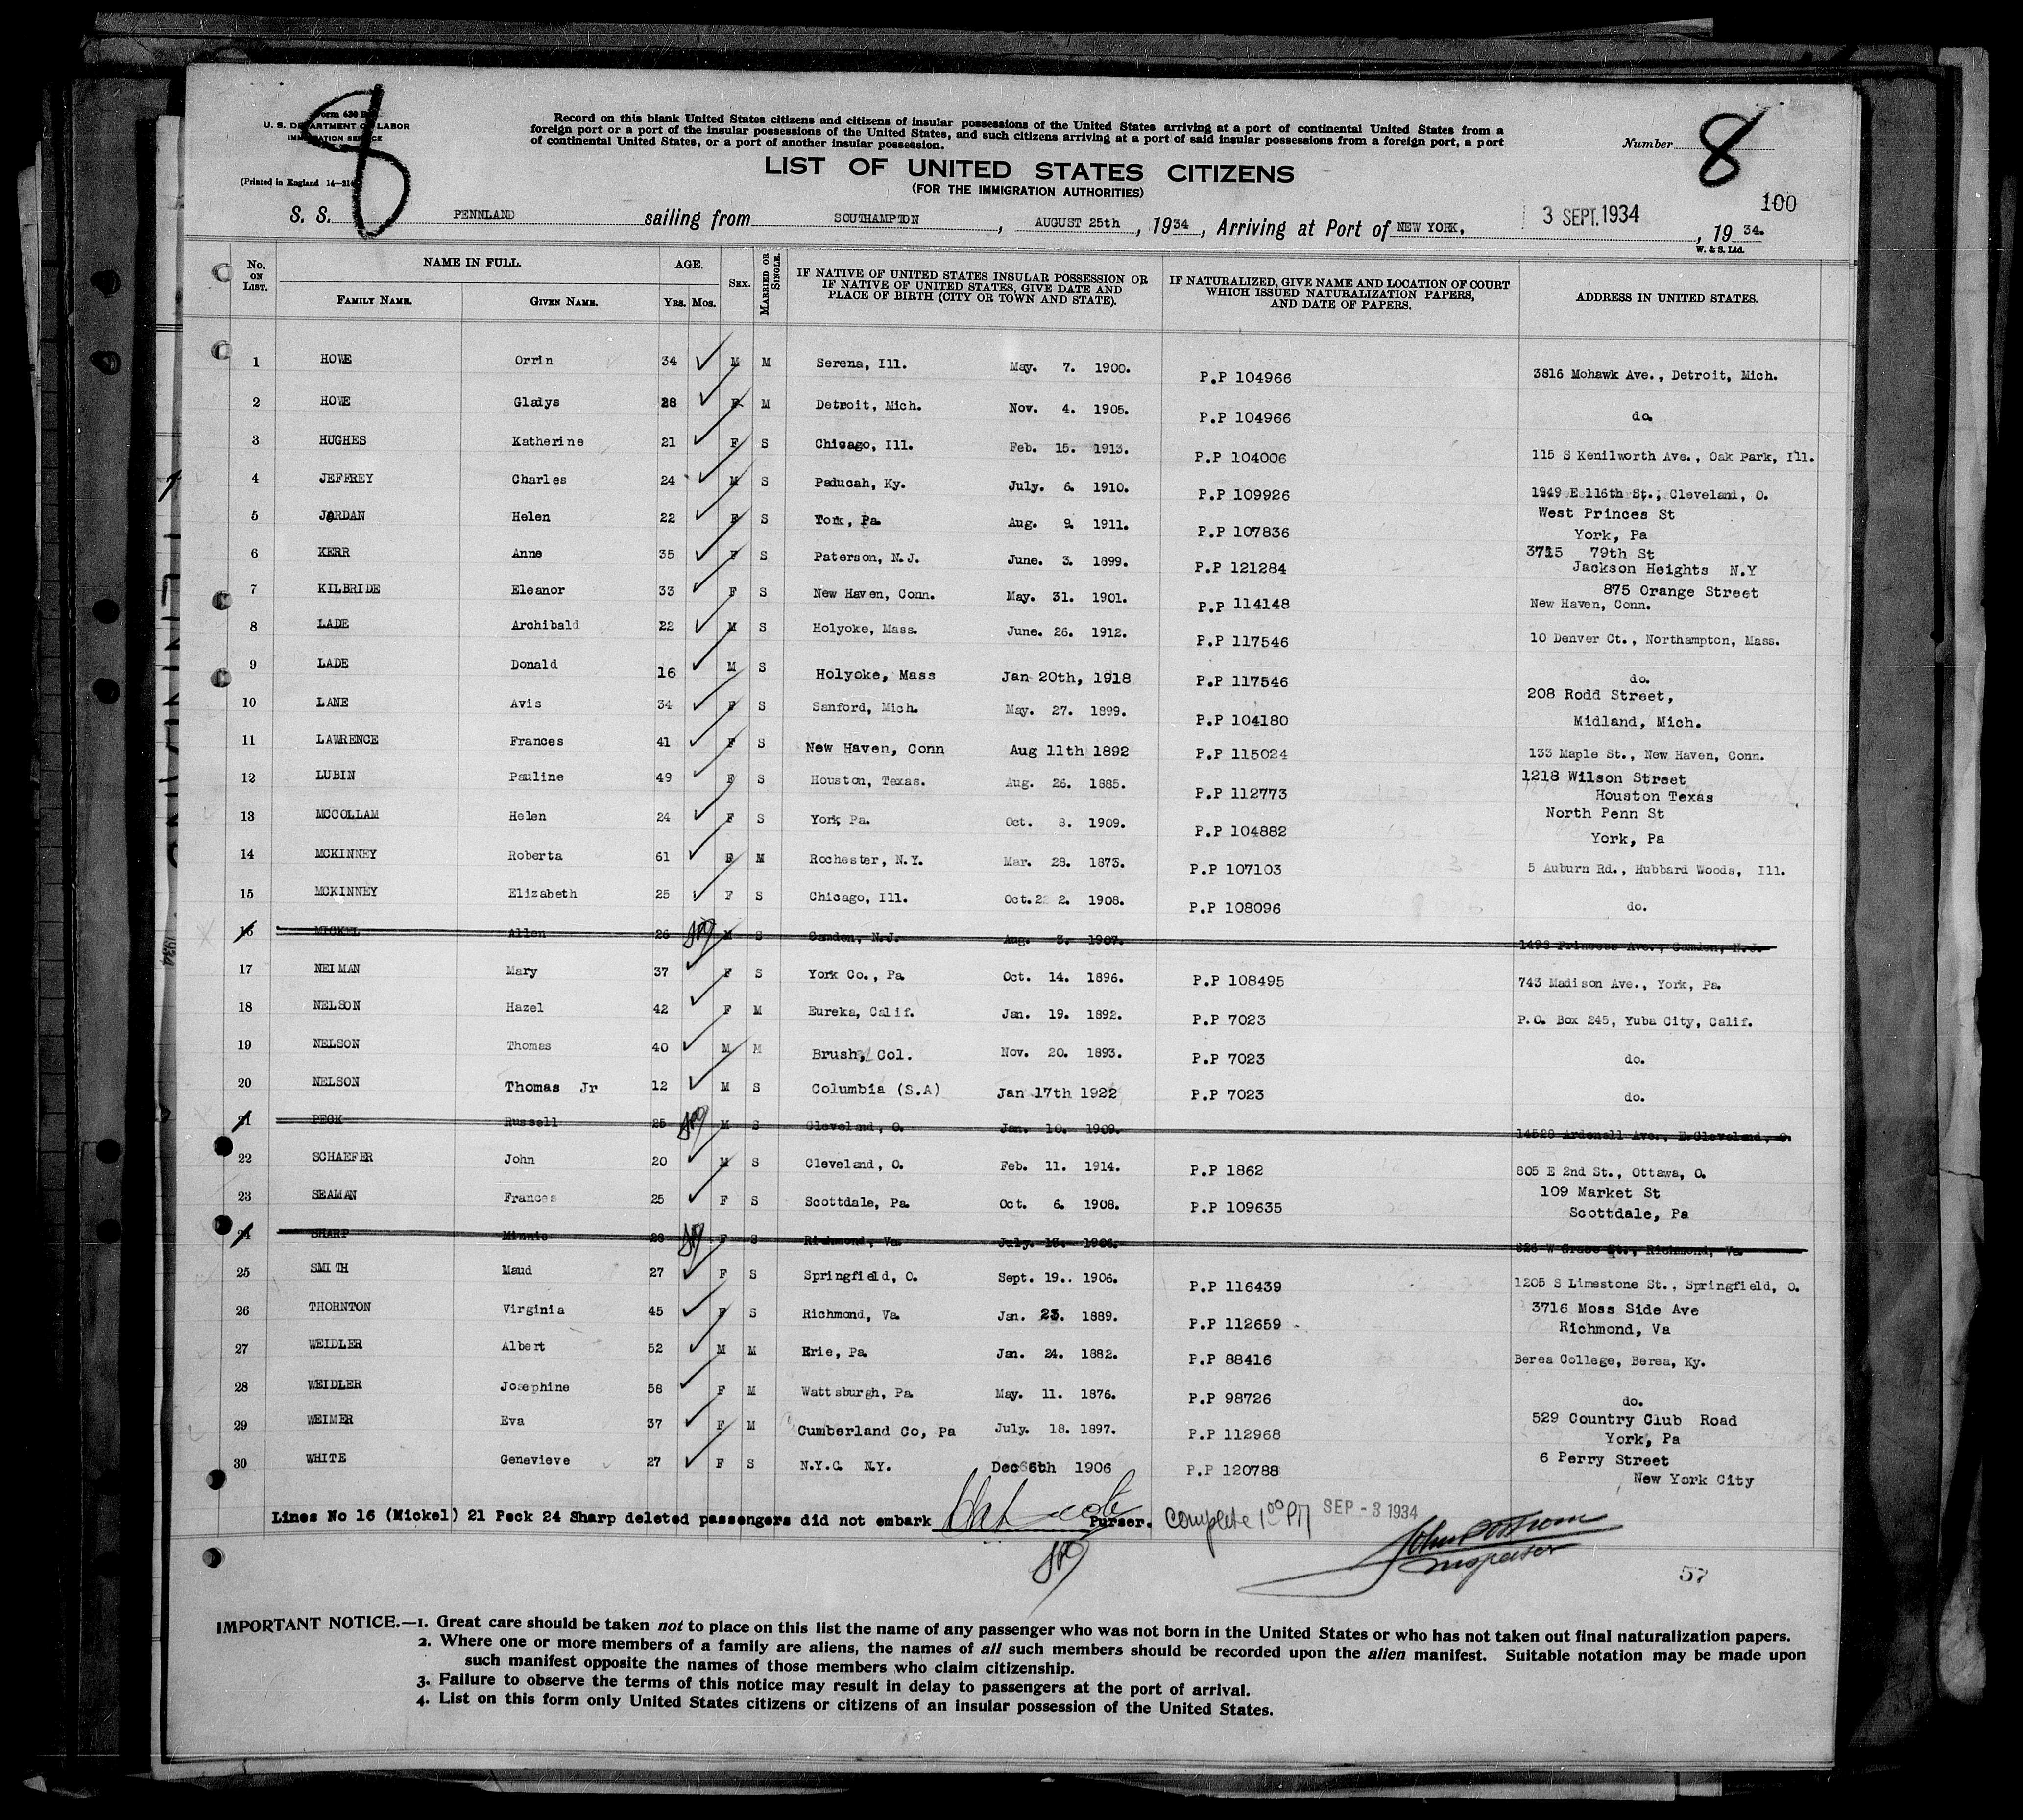 8
Form 630 B
U. S. DEPARTMENT OF LABOR
IMMIGRATION SERVICE
(Printed in England 14—21
Record on this blank United States citizens and citizens of insular possessions of the United States arriving at a port of continental United States from a
foreign port or a port of the insular possessions of the United States, and such citizens arriving at a port of said insular possessions from a foreign port, a port
of continental United States, or a port of another insular possession.
Number 8
LIST OF UNITED STATES CITIZENS
(FOR THE IMMIGRATION AUTHORITIES)
100
S. S. PENNLAND sailing from SOUTHAMPTON, AUGUST 25th, 1934, Arriving at Port of NEW YORK, 3 SEPT. 1934, 1934.
W. & S. Ltd.
No. ON LIST. NAME IN FULL. FAMILY NAME. GIVEN NAME. AGE. YRS. MOS. SEX. MARRIED OR SINGLE. IF NATIVE OF UNITED STATES INSULAR POSSESSION OR IF NATIVE OF UNITED STATES, GIVE DATE AND PLACE OF BIRTH (CITY OR TOWN AND STATE). IF NATURALIZED, GIVE NAME AND LOCATION OF COURT WHICH ISSUED NATURALIZATION PAPERS, AND DATE OF PAPERS. ADDRESS IN UNITED STATES.
1 HOWE Orrin 34 M M Serena, Ill. May. 7. 1900. P.P 104966 3816 Mohawk Ave., Detroit, Mich.
2 HOWE Gladys 28 F M Detroit, Mich. Nov. 4. 1905. P.P 104966 do.
3 HUGHES Katherine 21 F S Chicago, Ill. Feb. 15. 1913. P.P 104006 115 S Kenilworth Ave., Oak Park, Ill.
4 JEFFREY Charles 24 M S Paducah, Ky. July. 6. 1910. P.P 109926 1949 E 116th St., Cleveland, O.
5 JORDAN Helen 22 F S York, Pa. Aug. 9. 1911. P.P 107836 West Princes St
York, Pa
6 KERR Anne 35 F S Paterson, N.J. June. 3. 1899. P.P 121284 3715 79th St
Jackson Heights N.Y
7 KILBRIDE Eleanor 33 F S New Haven, Conn. May. 31. 1901. P.P 114148 875 Orange Street
New Haven, Conn.
8 LADE Archibald 22 M S Holyoke, Mass. June. 26. 1912. P.P 117546 10 Denver Ct., Northampton, Mass.
9 LADE Donald 16 M S Holyoke, Mass Jan 20th, 1918 P.P 117546 do.
10 LANE Avis 34 F S Sanford, Mich. May. 27. 1899. P.P 104180 208 Rodd Street,
Midland, Mich.
11 LAWRENCE Frances 41 F S New Haven, Conn Aug 11th 1892 P.P 115024 133 Maple St., New Haven, Conn.
12 LUBIN Pauline 49 F S Houston, Texas. Aug. 26. 1885. P.P 112773 1218 Wilson Street
Houston Texas
13 MCCOLLAM Helen 24 F S York, Pa. Oct. 8. 1909. P.P 104882 North Penn St
York, Pa
14 MCKINNEY Roberta 61 F M Rochester, N.Y. Mar. 28. 1873. P.P 107103 5 Auburn Rd., Hubbard Woods, Ill.
15 MCKINNEY Elizabeth 25 F S Chicago, Ill. Oct. 22 2. 1908. P.P 108096 do.
16 MICKEL Allen 26 M S Camden, N.J. Aug. 3. 1907. 1493 Princess Ave., Camden, N.J.
17 NEIMAN Mary 37 F S York Co., Pa. Oct. 14. 1896. P.P 108495 743 Madison Ave., York, Pa.
18 NELSON Hazel 42 F M Eureka, Calif. Jan. 19. 1892. P.P 7023 P.O. Box 245, Yuba City, Calif.
19 NELSON Thomas 40 M M Brush, Col. Nov. 20. 1893. P.P 7023 do.
20 NELSON Thomas Jr 12 M S Columbia (S.A) Jan 17th 1922 P.P 7023 do.
21 PECK Russell 25 M S Cleveland, O. Jan. 10. 1909. 14528 Ardenall Ave., E.Cleveland, O.
22 SCHAEFER John 20 M S Cleveland, O. Feb. 11. 1914. P.P 1862 805 E 2nd St., Ottawa, O.
23 SEAMAN Frances 25 F S Scottdale, Pa. Oct. 6. 1908. P.P 109635 109 Market St
Scottdale, Pa
24 SHARP Minnie 28 F S Richmond, Va. July. 13. 1906. 826 W Grace St., Richmond, Va.
25 SMITH Maud 27 F S Springfield, O. Sept. 19.. 1906. P.P 116439 1205 S Limestone St., Springfield, O.
26 THORNTON Virginia 45 F S Richmond, Va. Jan. 23. 1889. P.P 112659 3716 Moss Side Ave
Richmond, Va
27 WEIDLER Albert 52 M M Erie, Pa. Jan. 24. 1882. P.P 88416 Berea College, Berea, Ky.
28 WEIDLER Josephine 58 F M Wattsburgh, Pa. May. 11. 1876. P.P 98726 do.
29 WEIMER Eva 37 F M Cumberland Co, Pa July. 18. 1897. P.P 112968 529 Country Club Road
York, Pa
30 WHITE Genevieve 27 F S N.Y.C. N.Y. Dec 6th 1906 P.P 120788 6 Perry Street
New York City
Lines No 16 (Mickel) 21 Peck 24 Sharp deleted passengers did not embark Purser. Complete 1 00 PM SEP - 3 1934
Inspector
57
IMPORTANT NOTICE.—1. Great care should be taken not to place on this list the name of any passenger who was not born in the United States or who has not taken out final naturalization papers.
2. Where one or more members of a family are aliens, the names of all such members should be recorded upon the alien manifest. Suitable notation may be made upon
such manifest opposite the names of those members who claim citizenship.
3. Failure to observe the terms of this notice may result in delay to passengers at the port of arrival.
4. List on this form only United States citizens or citizens of an insular possession of the United States.